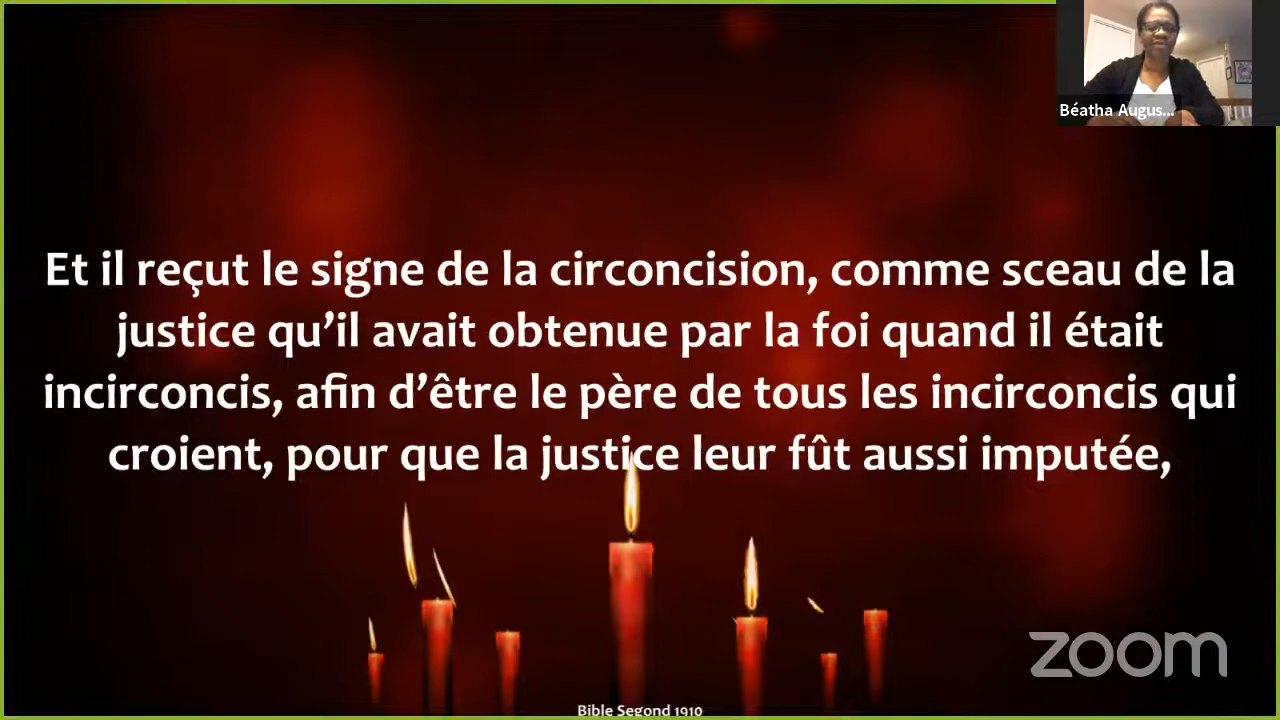 Béatha Augus...
Et il reçut le signe de la circoncision, comme sceau de la
justice qu’il avait obtenue par la foi quand il était
incirconcis, afin d’être le père de tous les incirconcis qui
croient, pour que la justice leur fût aussi imputée,
zoom
Bible Segond 1910